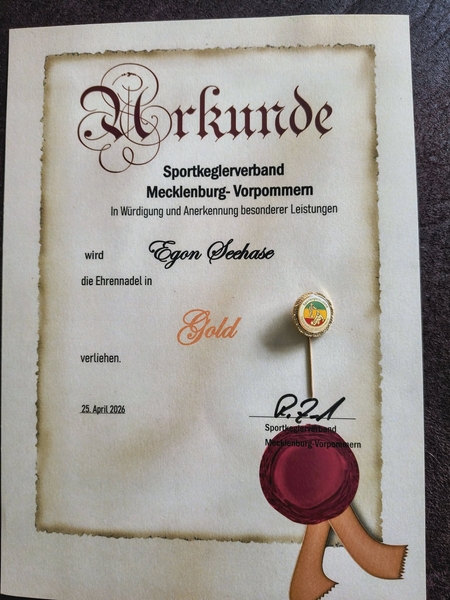 Urkunde
Sportkeglerverband
Mecklenburg- Vorpommern
In Würdigung und Anerkennung besonderer Leistungen
wird Egon Seehase
die Ehrennadel in
Gold
verliehen.
25. April 2026
Sportkeglerverband
Mecklenburg-Vorpommern